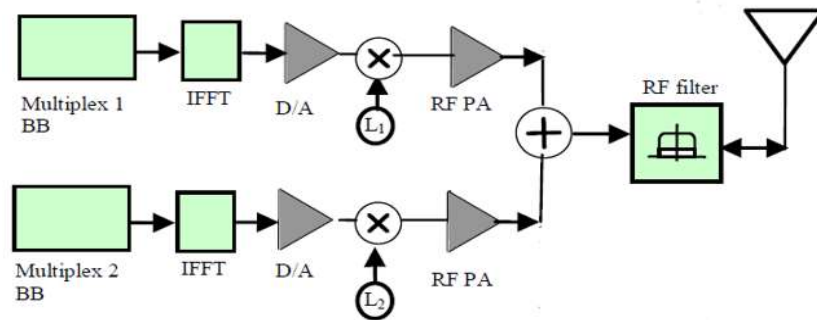 Multiplex 1
BB
IFFT
D/A
L₁
RF PA
RF filter
Multiplex 2
BB
IFFT
D/A
L₂
RF PA